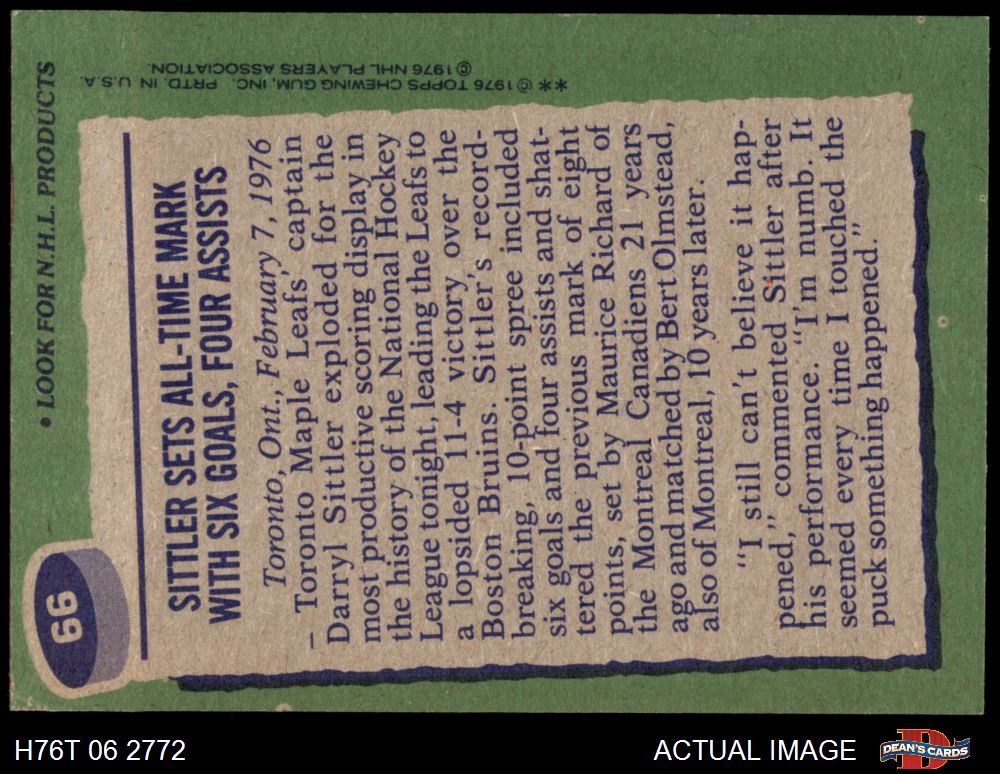 ● LOOK FOR N.H.L. PRODUCTS
66
SITTLER SETS ALL-TIME MARK
WITH SIX GOALS, FOUR ASSISTS
Toronto, Ont., February 7, 1976
– Toronto Maple Leafs' captain
Darryl Sittler exploded for the
most productive scoring display in
the history of the National Hockey
League tonight, leading the Leafs to
a lopsided 11-4 victory over the
Boston Bruins. Sittler's record-
breaking, 10-point spree included
six goals and four assists and shat-
tered the previous mark of eight
points, set by Maurice Richard of
the Montreal Canadiens 21 years
ago and matched by Bert Olmstead,
also of Montreal, 10 years later.
"I still can't believe it hap-
pened," commented Sittler after
his performance. "I'm numb. It
seemed every time I touched the
puck something happened."
** © 1976 TOPPS CHEWING GUM, INC. PRTD. IN U.S.A.
© 1976 NHL PLAYERS ASSOCIATION.
H76T 06 2772
ACTUAL IMAGE
DEAN'S CARDS